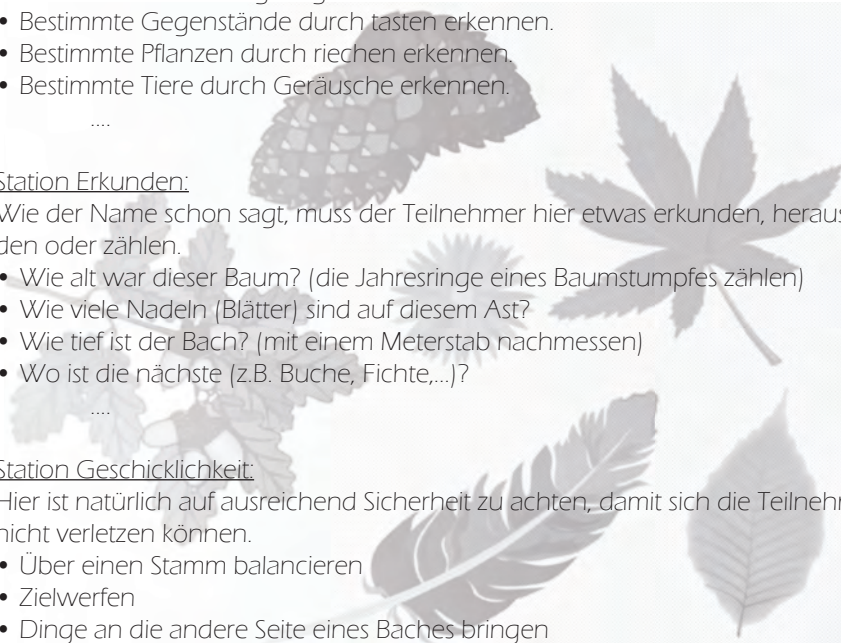 • Bestimmte Gegenstände durch tasten erkennen.
• Bestimmte Pflanzen durch riechen erkennen.
• Bestimmte Tiere durch Geräusche erkennen.
....
Station Erkunden:
Wie der Name schon sagt, muss der Teilnehmer hier etwas erkunden, heraus
den oder zählen.
• Wie alt war dieser Baum? (die Jahresringe eines Baumstumpfes zählen)
• Wie viele Nadeln (Blätter) sind auf diesem Ast?
• Wie tief ist der Bach? (mit einem Meterstab nachmessen)
• Wo ist die nächste (z.B. Buche, Fichte,...)?
....
Station Geschicklichkeit:
Hier ist natürlich auf ausreichend Sicherheit zu achten, damit sich die Teilnehm
nicht verletzen können.
• Über einen Stamm balancieren
• Zielwerfen
• Dinge an die andere Seite eines Baches bringen